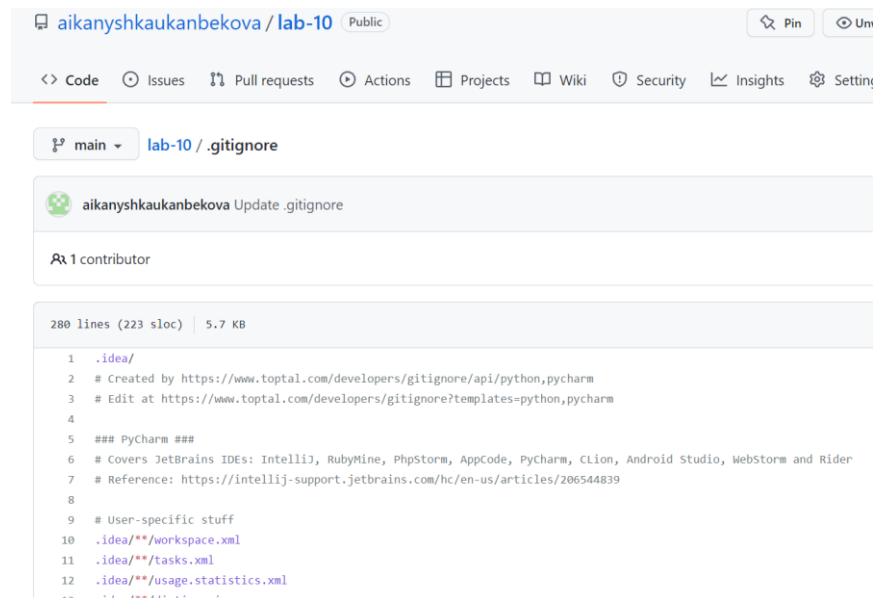 aikanyshkaukanbekova / lab-10 Public Pin
Code Issues Pull requests Actions Projects Wiki Security Insights
main lab-10 / .gitignore
aikanyshkaukanbekova Update .gitignore
1 contributor
280 lines (223 sloc) 5.7 KB
1 .idea/
2 # Created by https://www.toptal.com/developers/gitignore/api/python,pycharm
3 # Edit at https://www.toptal.com/developers/gitignore?templates=python,pycharm
4
5 ### PyCharm ###
6 # Covers JetBrains IDEs: IntelliJ, RubyMine, PhpStorm, AppCode, PyCharm, CLion, Android Studio, WebStorm and Rider
7 # Reference: https://intellij-support.jetbrains.com/hc/en-us/articles/206544839
8
9 # User-specific stuff
10 .idea/**/workspace.xml
11 .idea/**/tasks.xml
12 .idea/**/usage.statistics.xml